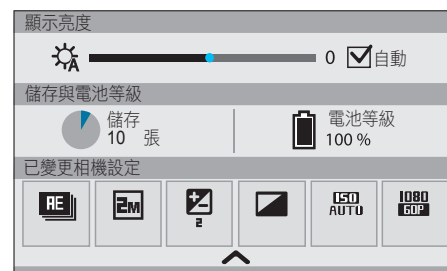 顯示亮度
A 0 自動
儲存與電池等級
儲存 電池等級
10 張 100 %
已變更相機設定
AE 2M 2 ISO AUTO 1080 60P